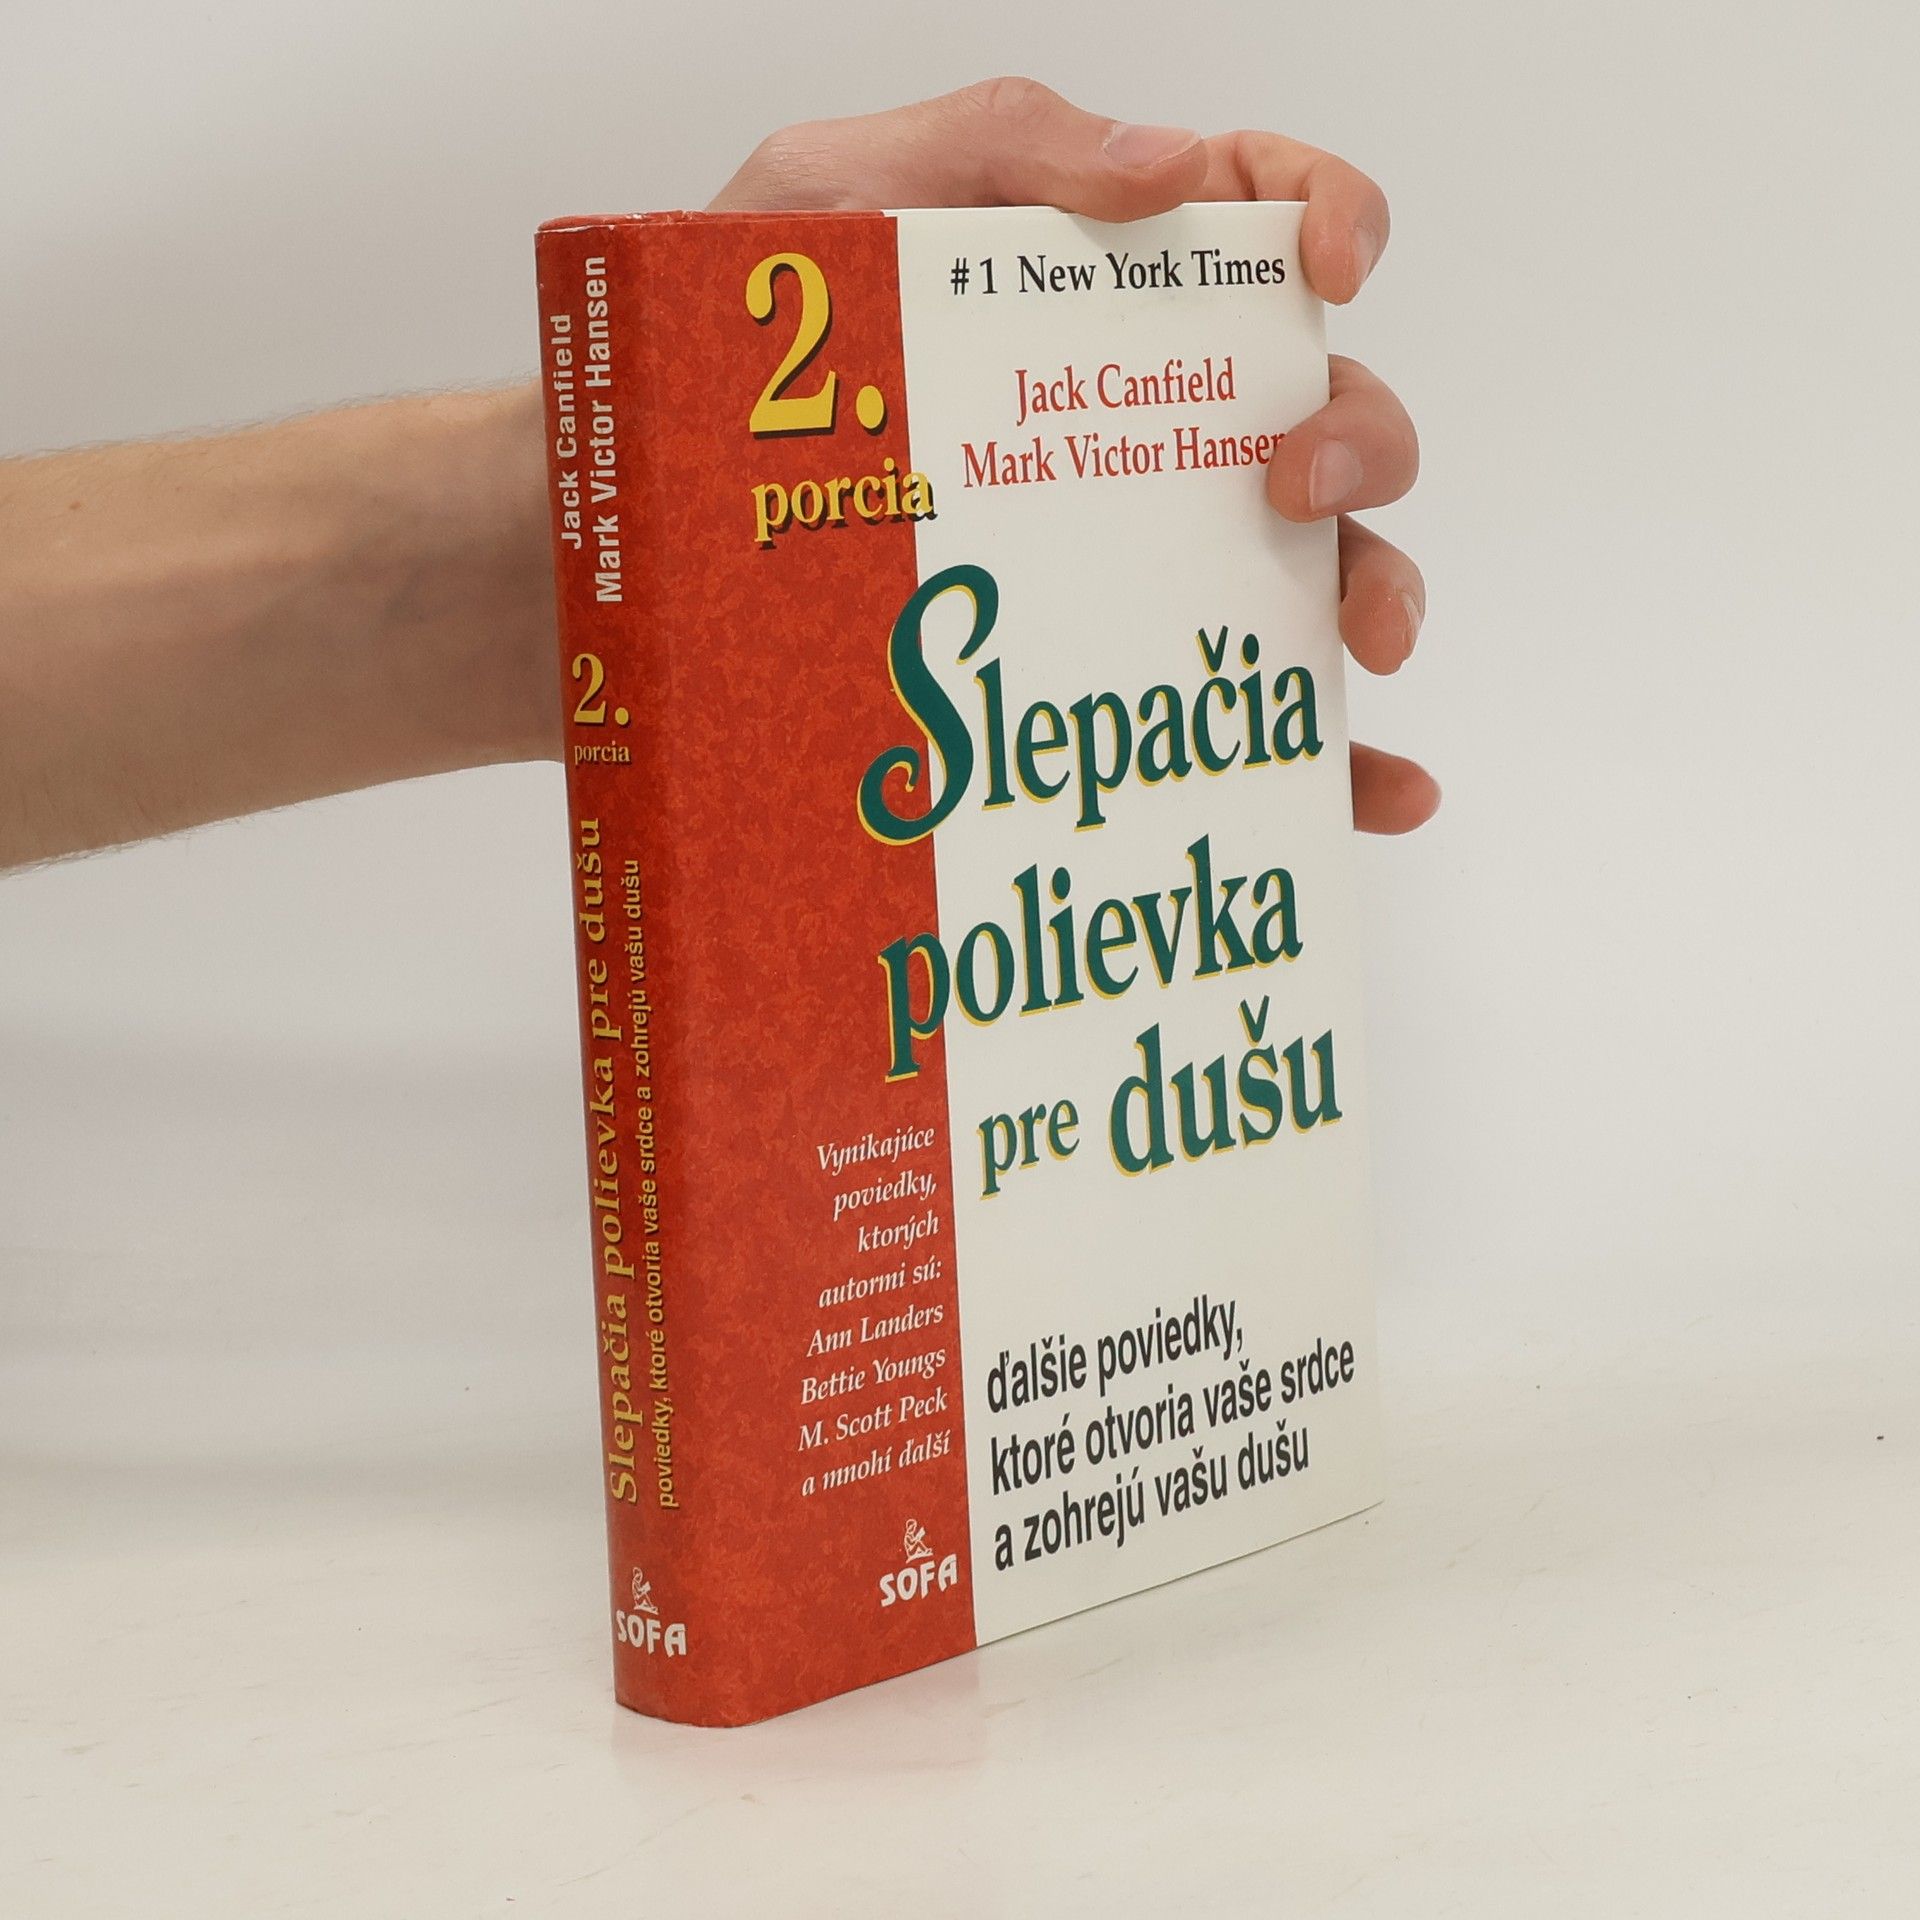 Jack Canfield
Mark Victor Hansen
2.
porcia
Slepačia polievka pre dušu
poviedky, ktoré otvoria vaše srdce a zohrejú vašu dušu
SOFA
2.
porcia
# 1 New York Times
Jack Canfield
Mark Victor Hansen
Slepačia
polievka
pre dušu
Vynikajúce
poviedky,
ktorých
autormi sú:
Ann Landers
Bettie Youngs
M. Scott Peck
a mnohí ďalší
SOFA
ďalšie poviedky,
ktoré otvoria vaše srdce
a zohrejú vašu dušu